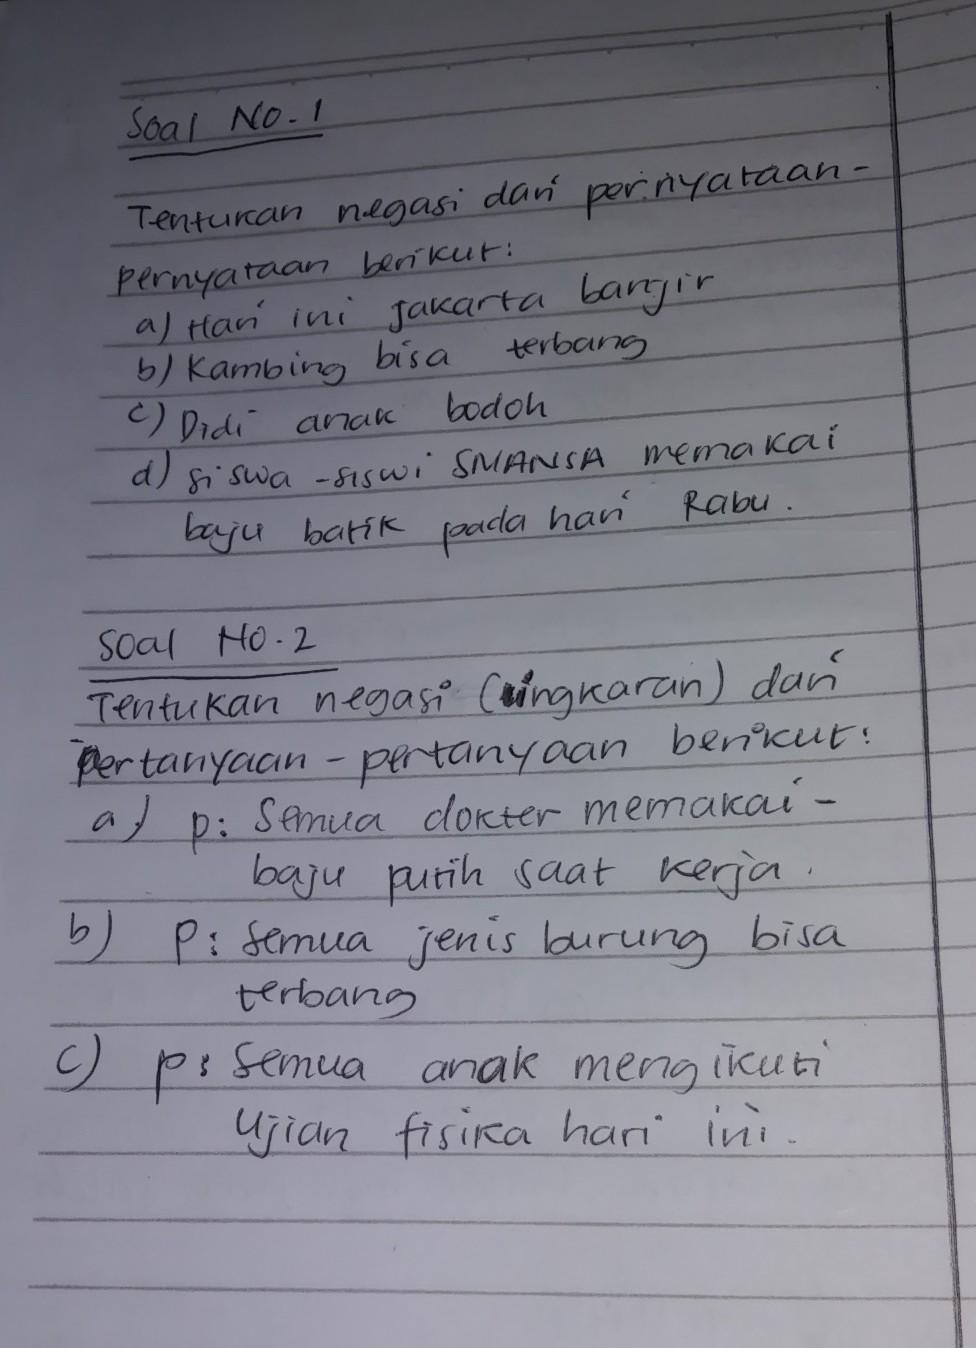 Soal No. 1
Tentukan negasi dari pernyataan-
pernyataan berikut:
a) Hari ini Jakarta banjir
b) Kambing bisa terbang
c) Didi anak bodoh
d) siswa-siswi SMANSA memakai
baju batik pada hari Rabu.
Soal No. 2
Tentukan negasi (ingkaran) dari
Pertanyaan-pertanyaan berikut:
a) p: Semua dokter memakai-
baju putih saat kerja.
b) p: Semua jenis burung bisa
terbang
c) p: Semua anak mengikuti
Ujian fisika hari ini.